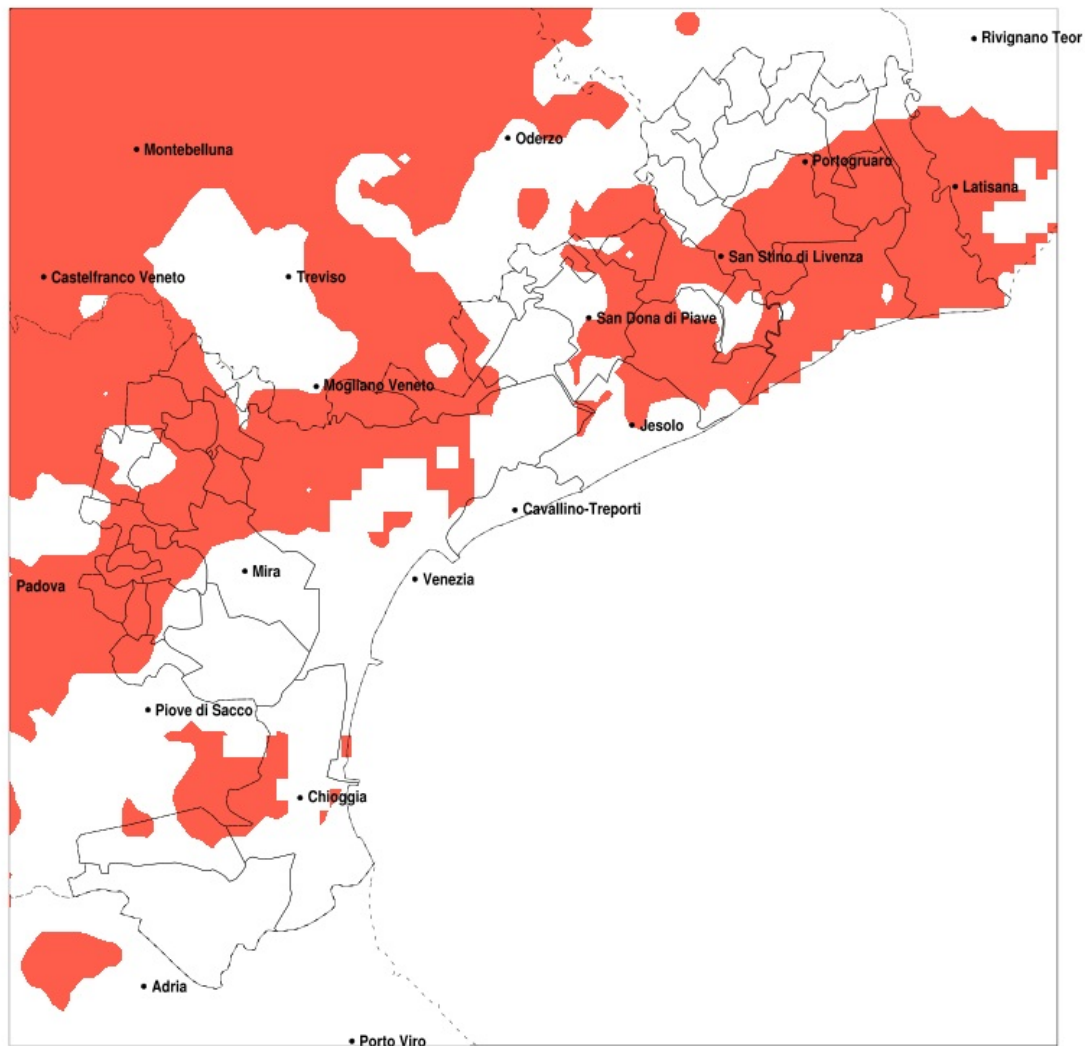 Rivignano Teor
Oderzo
Montebelluna
Portogruaro
Latisana
San Stino di Livenza
Castelfranco Veneto
Treviso
San Dona di Piave
Mogliano Veneto
Jesolo
Cavallino-Treporti
Mira
Venezia
Padova
Piove di Sacco
Chioggia
Adria
Porto Viro